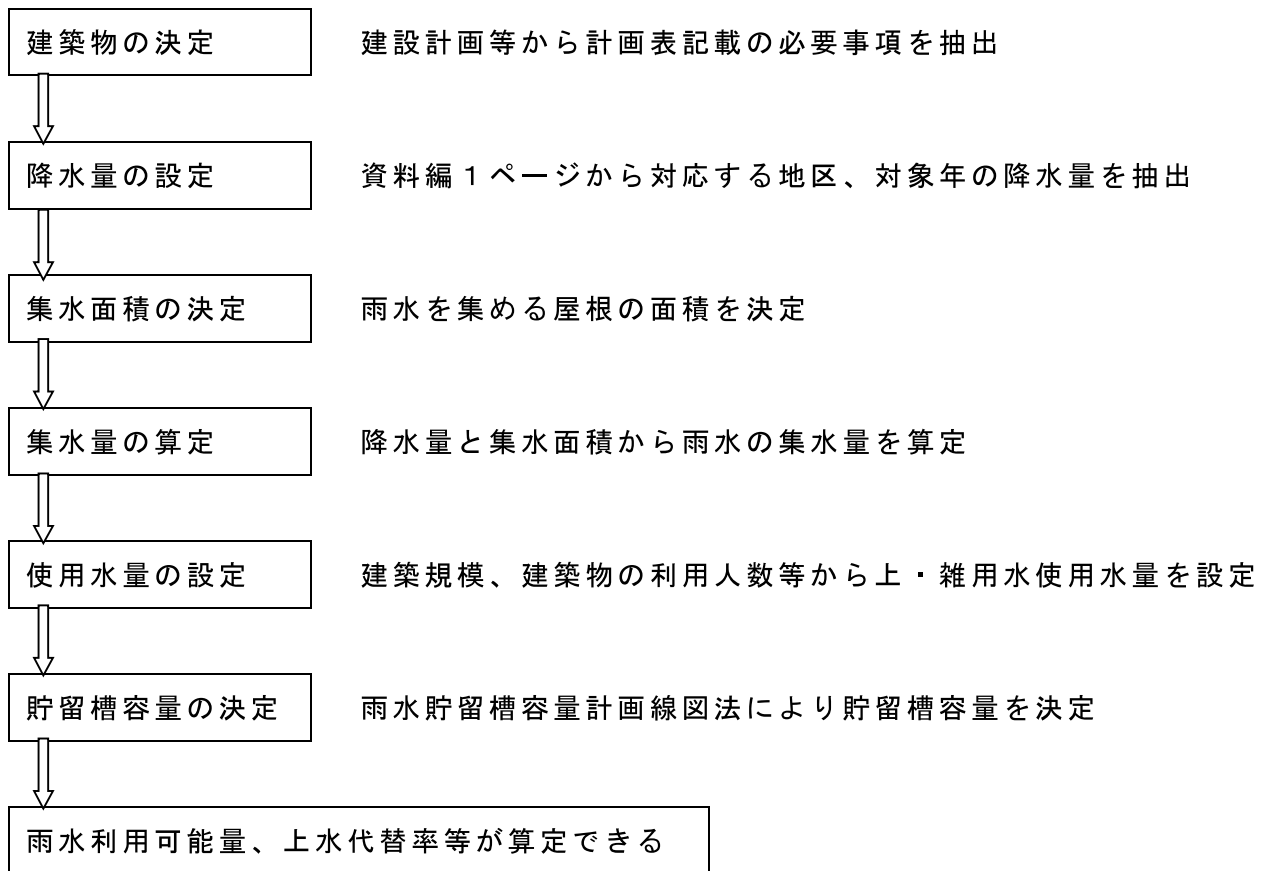 建築物の決定
建設計画等から計画表記載の必要事項を抽出
降水量の設定
資料編１ページから対応する地区、対象年の降水量を抽出
集水面積の決定
雨水を集める屋根の面積を決定
集水量の算定
降水量と集水面積から雨水の集水量を算定
使用水量の設定
建築規模、建築物の利用人数等から上・雑用水使用水量を設定
貯留槽容量の決定
雨水貯留槽容量計画線図法により貯留槽容量を決定
雨水利用可能量、上水代替率等が算定できる